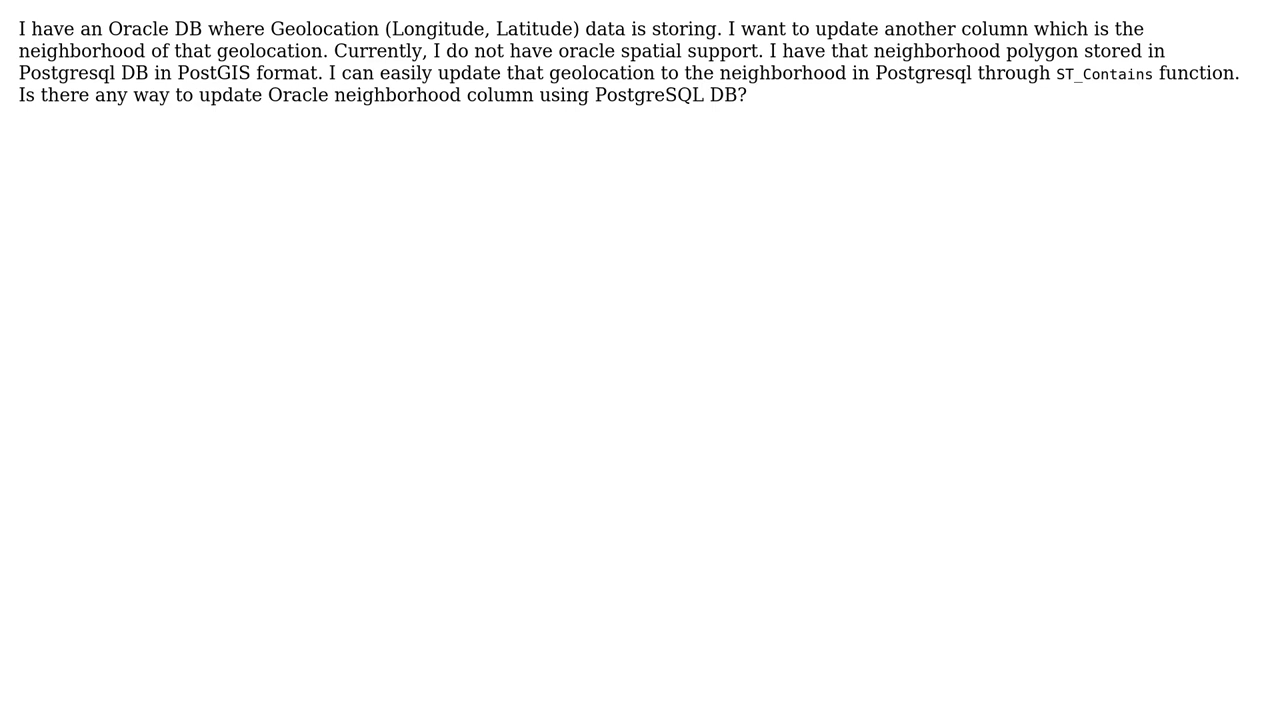 I have an Oracle DB where Geolocation (Longitude, Latitude) data is storing. I want to update another column which is the
neighborhood of that geolocation. Currently, I do not have oracle spatial support. I have that neighborhood polygon stored in
Postgresql DB in PostGIS format. I can easily update that geolocation to the neighborhood in Postgresql through ST_Contains function.
Is there any way to update Oracle neighborhood column using PostgreSQL DB?